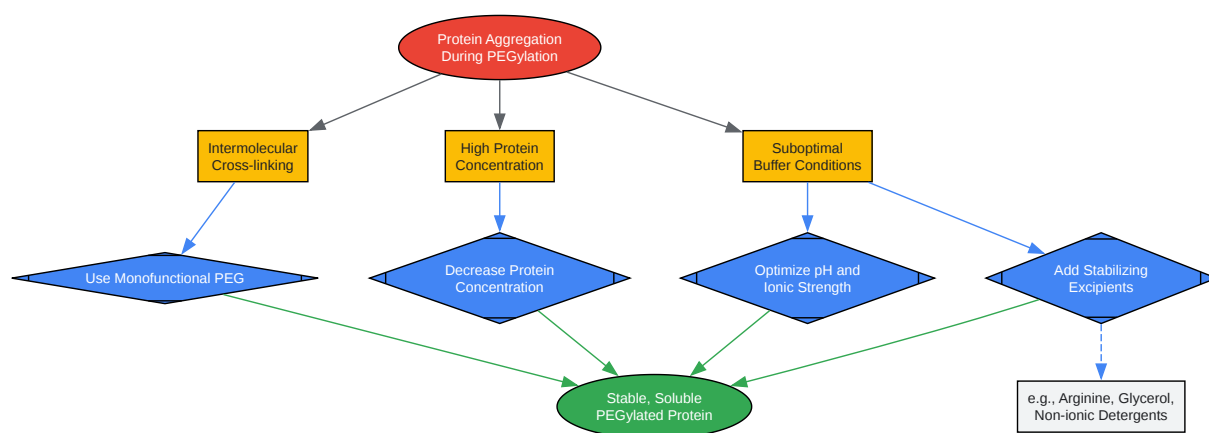 Protein Aggregation
During PEGylation
Intermolecular
Cross-linking
High Protein
Concentration
Suboptimal
Buffer Conditions
Use Monofunctional PEG
Decrease Protein
Concentration
Optimize pH and
Ionic Strength
Add Stabilizing
Excipients
Stable, Soluble
PEGylated Protein
e.g., Arginine, Glycerol,
Non-ionic Detergents